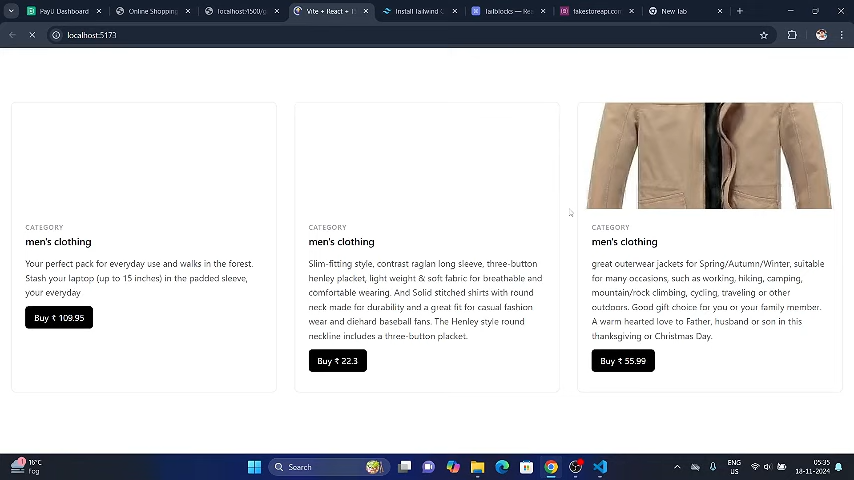 PayU Dashboard
Online Shopping
localhost:4500/
Vite + React +
Install Tailwind
Tailblocks — Re
fakestoreapi.com
New Tab
localhost:5173
CATEGORY
men's clothing
Your perfect pack for everyday use and walks in the forest.
Stash your laptop (up to 15 inches) in the padded sleeve,
your everyday
Buy ₹ 109.95
CATEGORY
men's clothing
Slim-fitting style, contrast raglan long sleeve, three-button
henley placket, light weight & soft fabric for breathable and
comfortable wearing. And Solid stitched shirts with round
neck made for durability and a great fit for casual fashion
wear and diehard baseball fans. The Henley style round
neckline includes a three-button placket.
Buy ₹ 22.3
CATEGORY
men's clothing
great outerwear jackets for Spring/Autumn/Winter, suitable
for many occasions, such as working, hiking, camping,
mountain/rock climbing, cycling, traveling or other
outdoors. Good gift choice for you or your family member.
A warm hearted love to Father, husband or son in this
thanksgiving or Christmas Day.
Buy ₹ 55.99
1
16°C
Fog
Search
ENG
US
05:35
18-11-2024